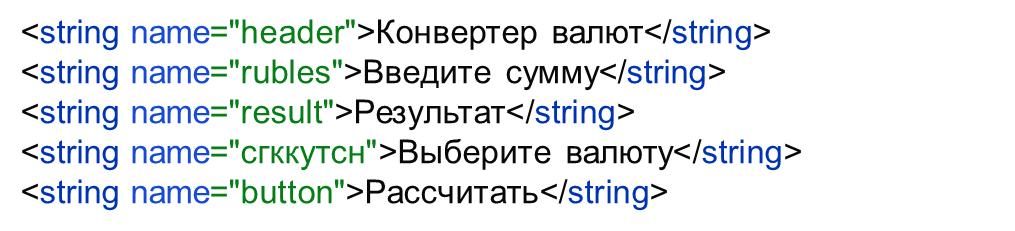 <string name="header">Конвертер валют</string>
<string name="rubles">Введите сумму</string>
<string name="result">Результат</string>
<string name="сгккутсн">Выберите валюту</string>
<string name="button">Рассчитать</string>